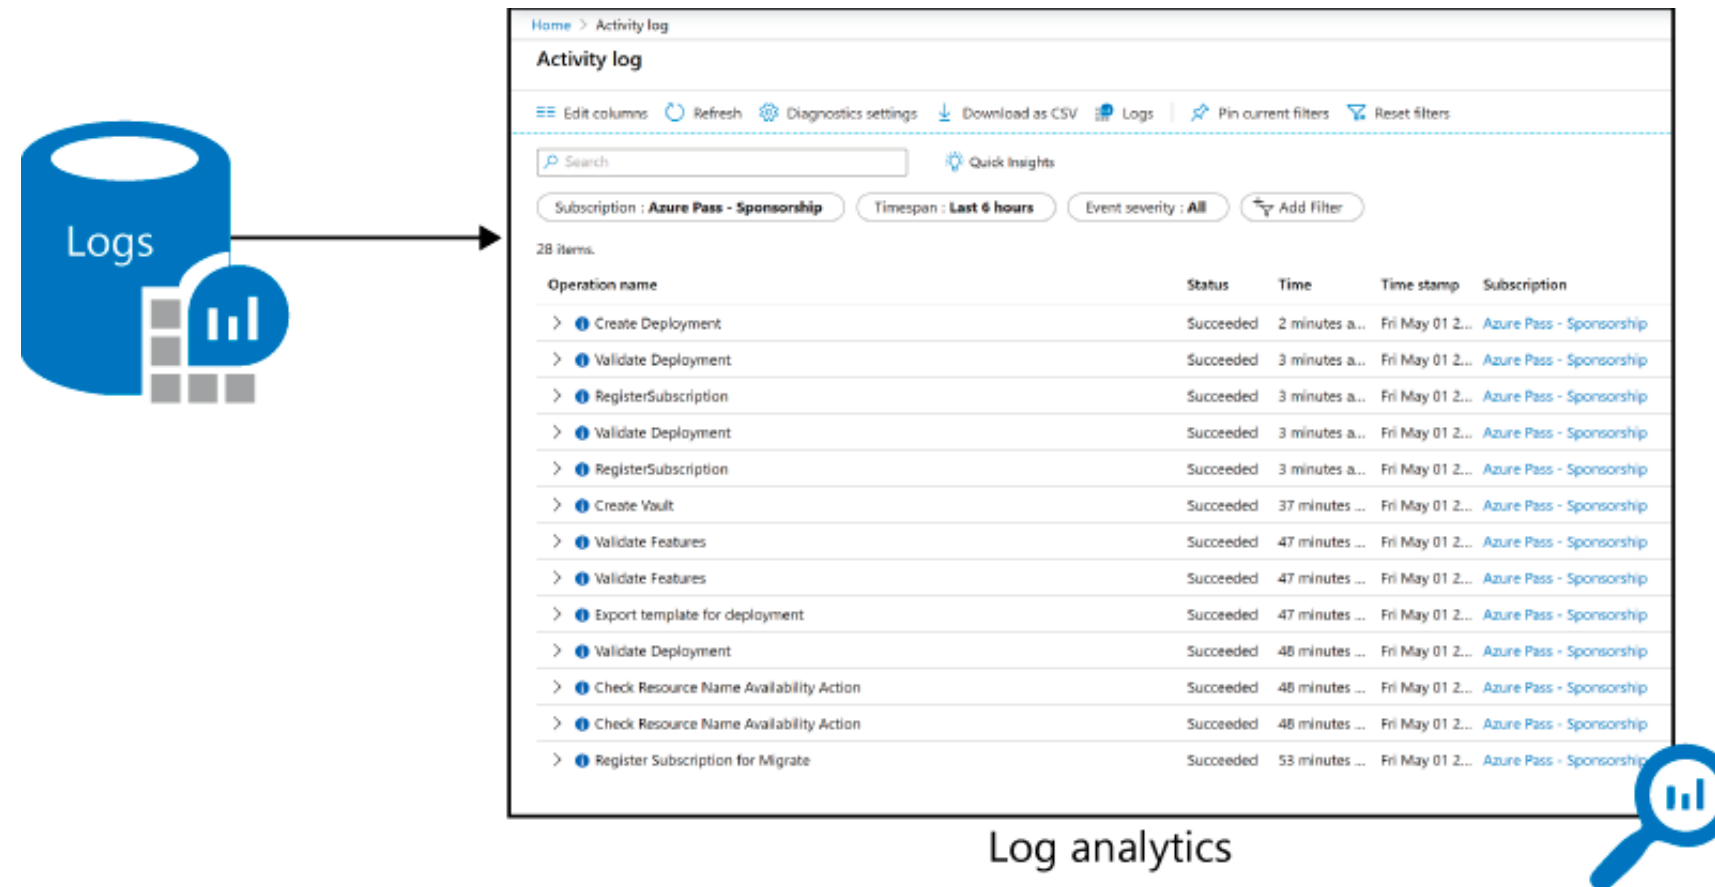 Home > Activity log
Activity log
Edit columns Refresh Diagnostics settings Download as CSV Logs Pin current filters Reset filters
Search Quick Insights
Subscription : Azure Pass - Sponsorship Timespan : Last 6 hours Event severity : All Add Filter
Logs
28 items.
Operation name Status Time Time stamp Subscription
Create Deployment Succeeded 2 minutes a... Fri May 01 2... Azure Pass - Sponsorship
Validate Deployment Succeeded 3 minutes a... Fri May 01 2... Azure Pass - Sponsorship
RegisterSubscription Succeeded 3 minutes a... Fri May 01 2... Azure Pass - Sponsorship
Validate Deployment Succeeded 3 minutes a... Fri May 01 2... Azure Pass - Sponsorship
RegisterSubscription Succeeded 3 minutes a... Fri May 01 2... Azure Pass - Sponsorship
Create Vault Succeeded 37 minutes ... Fri May 01 2... Azure Pass - Sponsorship
Validate Features Succeeded 47 minutes ... Fri May 01 2... Azure Pass - Sponsorship
Validate Features Succeeded 47 minutes ... Fri May 01 2... Azure Pass - Sponsorship
Export template for deployment Succeeded 47 minutes ... Fri May 01 2... Azure Pass - Sponsorship
Validate Deployment Succeeded 48 minutes ... Fri May 01 2... Azure Pass - Sponsorship
Check Resource Name Availability Action Succeeded 48 minutes ... Fri May 01 2... Azure Pass - Sponsorship
Check Resource Name Availability Action Succeeded 48 minutes ... Fri May 01 2... Azure Pass - Sponsorship
Register Subscription for Migrate Succeeded 53 minutes ... Fri May 01 2... Azure Pass - Sponsorship
Log analytics